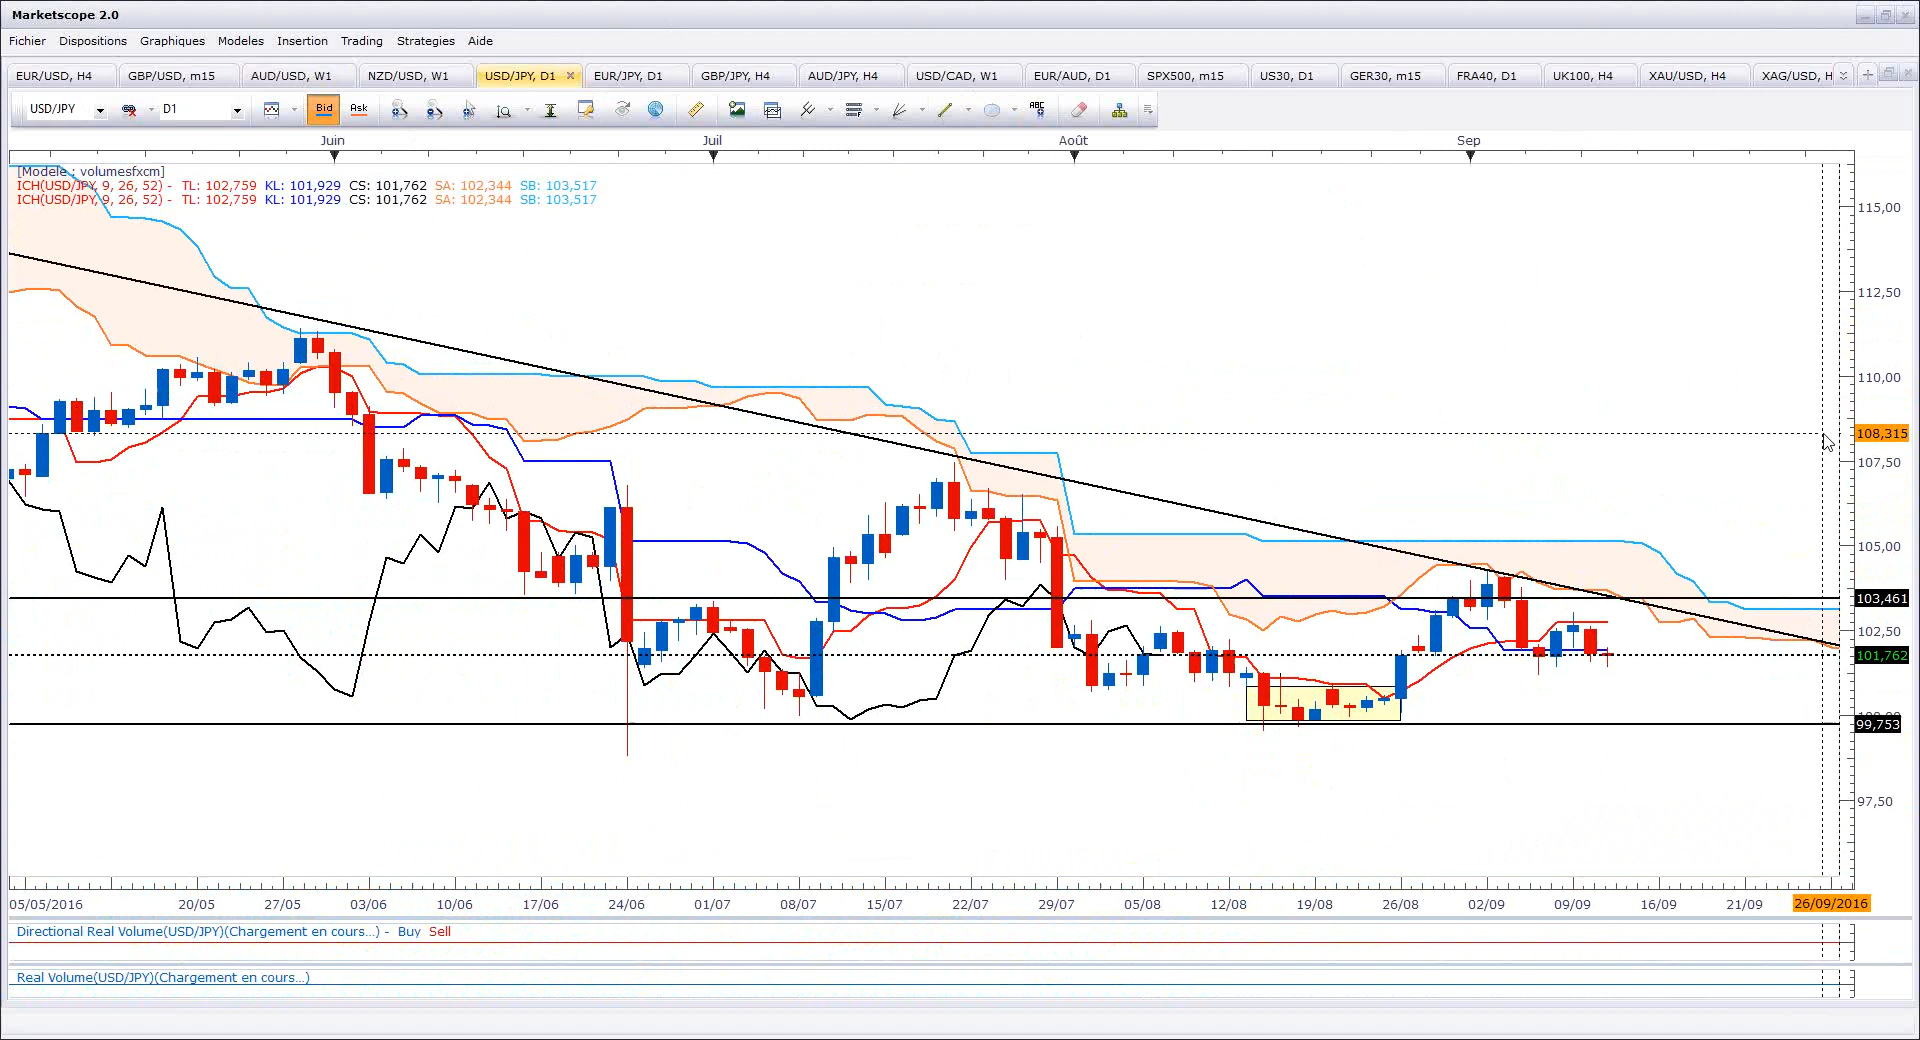 Marketscope 2.0
Fichier Dispositions Graphiques Modeles Insertion Trading Strategies Aide
EUR/USD, H4 GBP/USD, m15 AUD/USD, W1 NZD/USD, W1 USD/JPY, D1 EUR/JPY, D1 GBP/JPY, H4 AUD/JPY, H4 USD/CAD, W1 EUR/AUD, D1 SPX500, m15 US30, D1 GER30, m15 FRA40, D1 UK100, H4 XAU/USD, H4 XAG/USD, H
USD/JPY D1 Bid Ask ABC
Juin Juil Août Sep
[Modele : volumesfxcm]
ICH(USD/JPY, 9, 26, 52) - TL: 102,759 KL: 101,929 CS: 101,762 SA: 102,344 SB: 103,517
ICH(USD/JPY, 9, 26, 52) - TL: 102,759 KL: 101,929 CS: 101,762 SA: 102,344 SB: 103,517
115,00
112,50
110,00
108,315
107,50
105,00
103,461
102,50
101,762
99,753
97,50
05/05/2016 20/05 27/05 03/06 10/06 17/06 24/06 01/07 08/07 15/07 22/07 29/07 05/08 12/08 19/08 26/08 02/09 09/09 16/09 21/09 26/09/2016
Directional Real Volume(USD/JPY)(Chargement en cours...) - Buy Sell
Real Volume(USD/JPY)(Chargement en cours...)